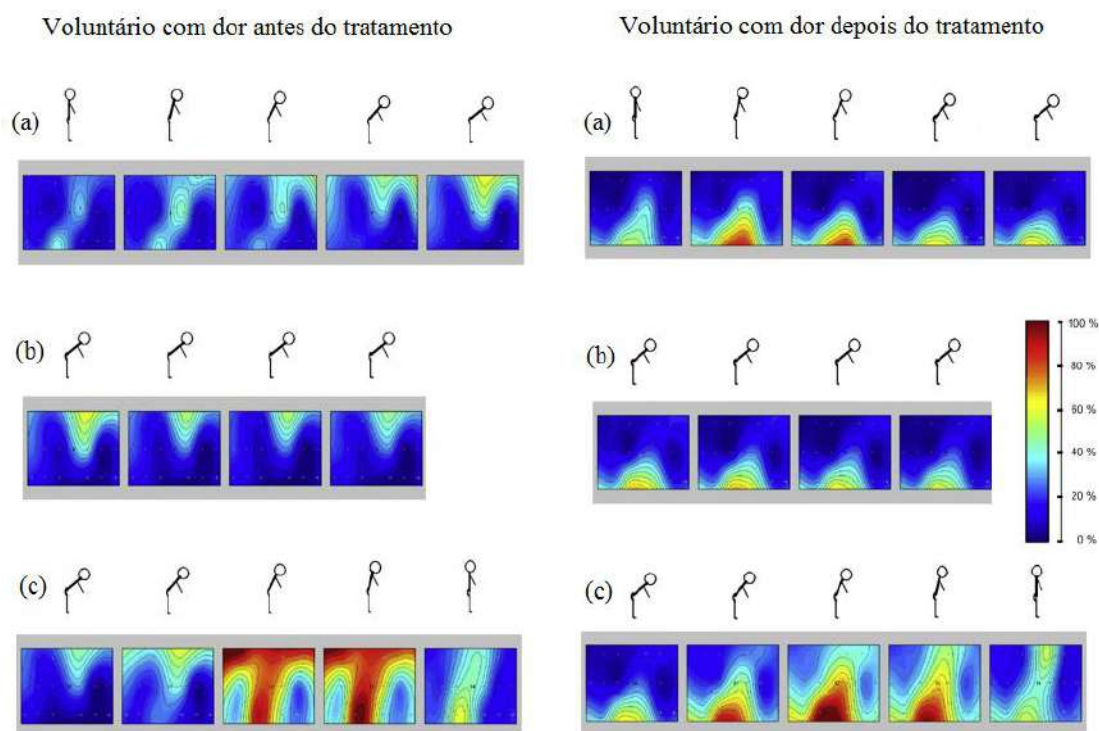 Voluntário com dor antes do tratamento
Voluntário com dor depois do tratamento
(a)
(a)
(b)
(b)
100 %
80 %
60 %
40 %
20 %
0 %
(c)
(c)